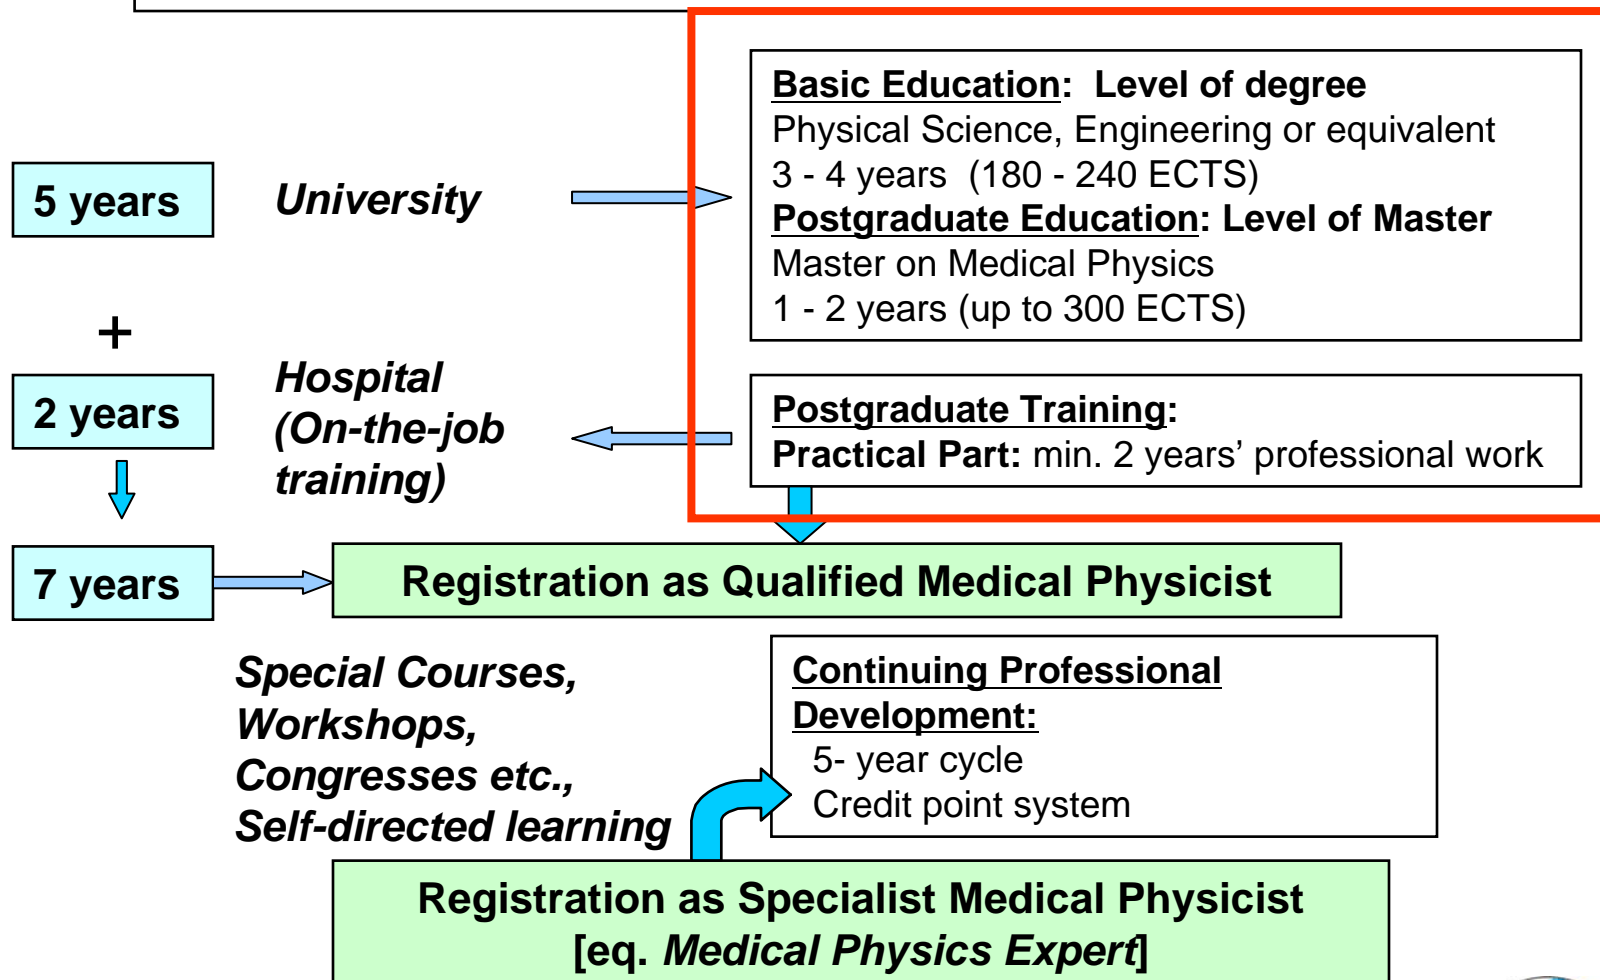 Basic Education:  Level of degree
Physical Science, Engineering or equivalent
3 - 4 years  (180 - 240 ECTS)
Postgraduate Education: Level of Master
Master on Medical Physics
1 - 2 years (up to 300 ECTS)
5 years
University
+
2 years
Hospital
(On-the-job
training)
Postgraduate Training:
Practical Part: min. 2 years’ professional work
7 years
Registration as Qualified Medical Physicist
Special Courses,
Workshops,
Congresses etc.,
Self-directed learning
Continuing Professional
Development:
5- year cycle
Credit point system
Registration as Specialist Medical Physicist
[eq. Medical Physics Expert]